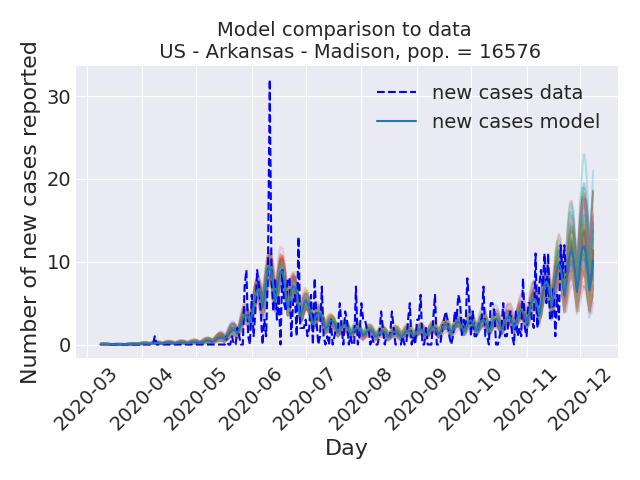 Model comparison to data
US - Arkansas - Madison, pop. = 16576
Number of new cases reported
30
20
10
0
new cases data
new cases model
2020-03
2020-04
2020-05
2020-06
2020-07
2020-08
2020-09
2020-10
2020-11
2020-12
Day